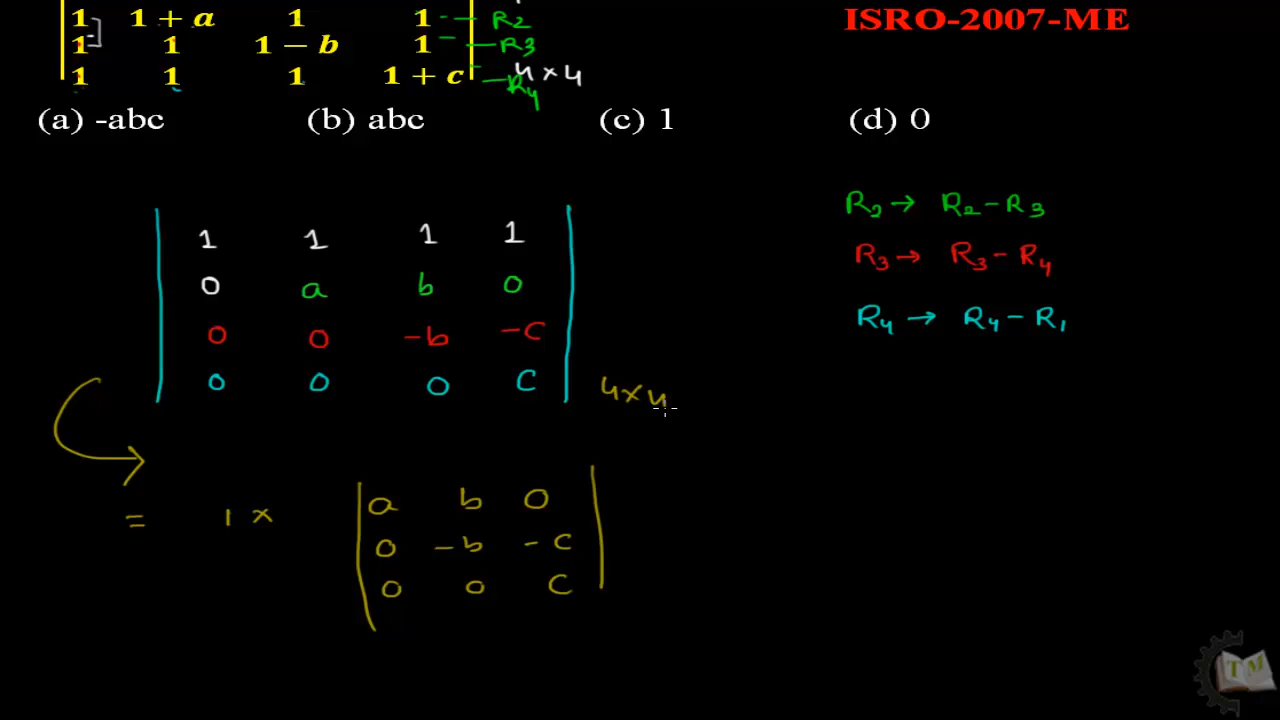 1 1 + a 1 1 R2
ISRO-2007-ME
1 1 1 − b 1 R3
1 1 1 1 + c R4 4 × 4
(a) -abc (b) abc (c) 1 (d) 0
1 1 1 1
R2 → R2 − R3
0 a b 0
R3 → R3 − R4
0 0 −b −C
R4 → R4 − R1
0 0 0 C
4×4
= 1 ×
a b 0
0 −b −C
0 0 C
TM